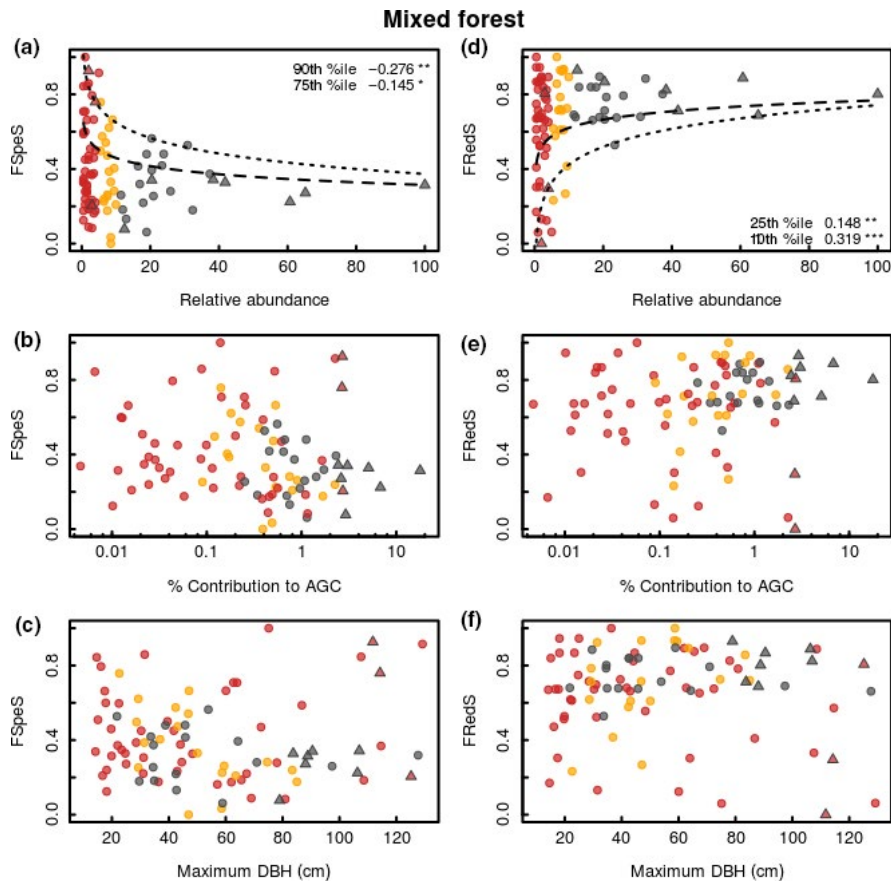 Mixed forest
(a)
90th %ile −0.276 **
75th %ile −0.145 *
FSpeS
0.0 0.4 0.8
0 20 40 60 80 100
Relative abundance
(d)
25th %ile 0.148 **
10th %ile 0.319 ***
FRedS
0.0 0.4 0.8
0 20 40 60 80 100
Relative abundance
(b)
FSpeS
0.0 0.4 0.8
0.01 0.1 1 10
% Contribution to AGC
(e)
FRedS
0.0 0.4 0.8
0.01 0.1 1 10
% Contribution to AGC
(c)
FSpeS
0.0 0.4 0.8
20 40 60 80 100 120
Maximum DBH (cm)
(f)
FRedS
0.0 0.4 0.8
20 40 60 80 100 120
Maximum DBH (cm)